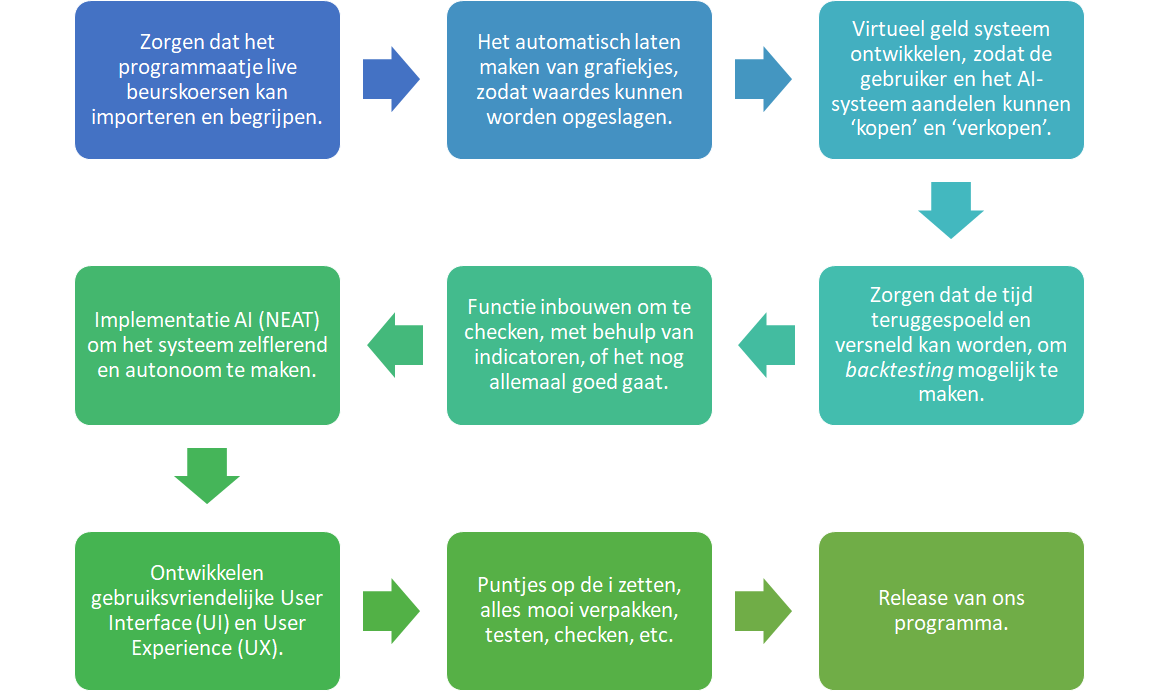 Zorgen dat het
programmaatje live
beurskoersen kan
importeren en begrijpen.
Het automatisch laten
maken van grafiekjes,
zodat waardes kunnen
worden opgeslagen.
Virtueel geld systeem
ontwikkelen, zodat de
gebruiker en het AI-
systeem aandelen kunnen
‘kopen’ en ‘verkopen’.
Zorgen dat de tijd
teruggespoeld en
versneld kan worden, om
backtesting mogelijk te
maken.
Functie inbouwen om te
checken, met behulp van
indicatoren, of het nog
allemaal goed gaat.
Implementatie AI (NEAT)
om het systeem zelflerend
en autonoom te maken.
Ontwikkelen
gebruiksvriendelijke User
Interface (UI) en User
Experience (UX).
Puntjes op de i zetten,
alles mooi verpakken,
testen, checken, etc.
Release van ons
programma.